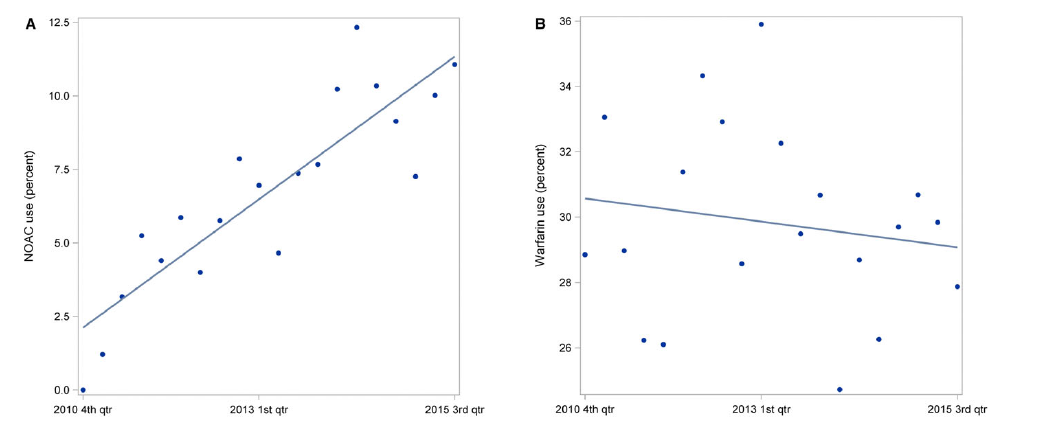 A
NOAC use (percent)
12.5
10.0
7.5
5.0
2.5
0.0
2010 4th qtr
2013 1st qtr
2015 3rd qtr
B
Warfarin use (percent)
36
34
32
30
28
26
2010 4th qtr
2013 1st qtr
2015 3rd qtr